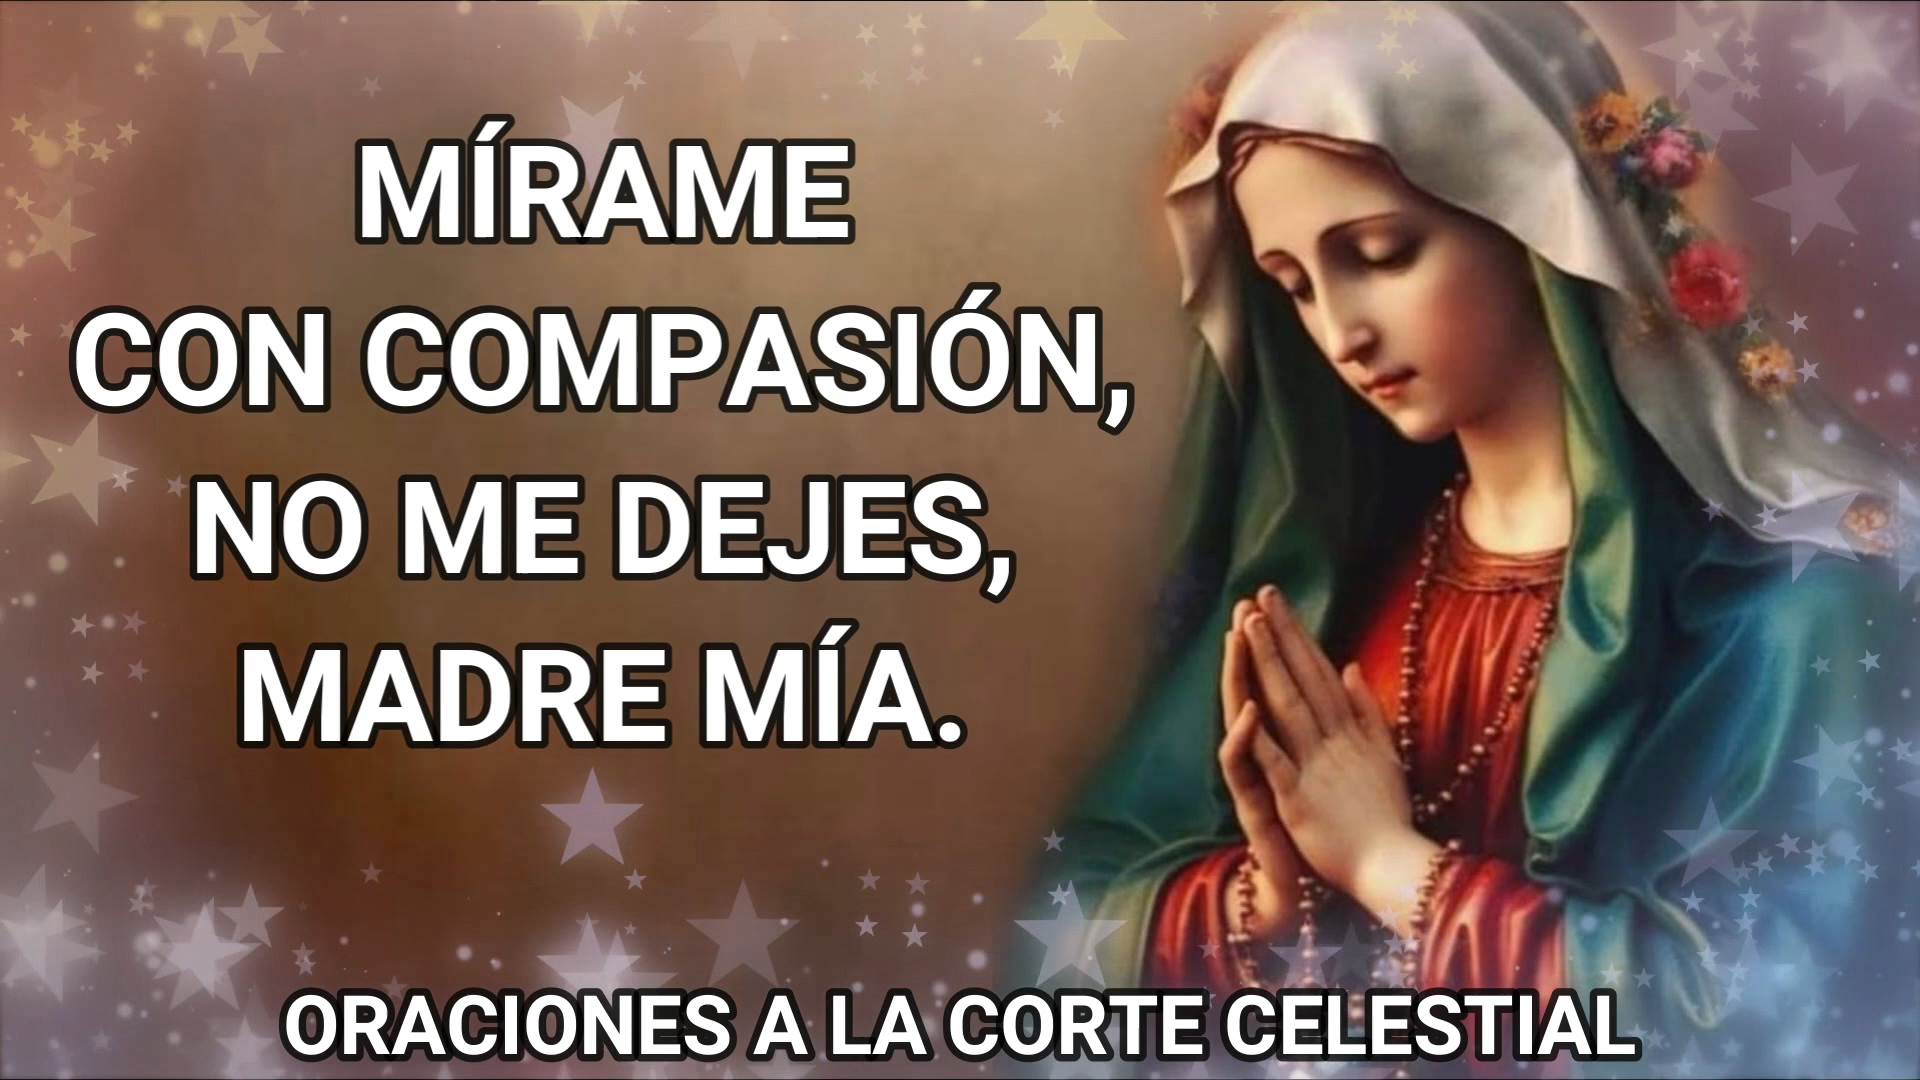 MÍRAME
CON COMPASIÓN,
NO ME DEJES,
MADRE MÍA.
ORACIONES A LA CORTE CELESTIAL